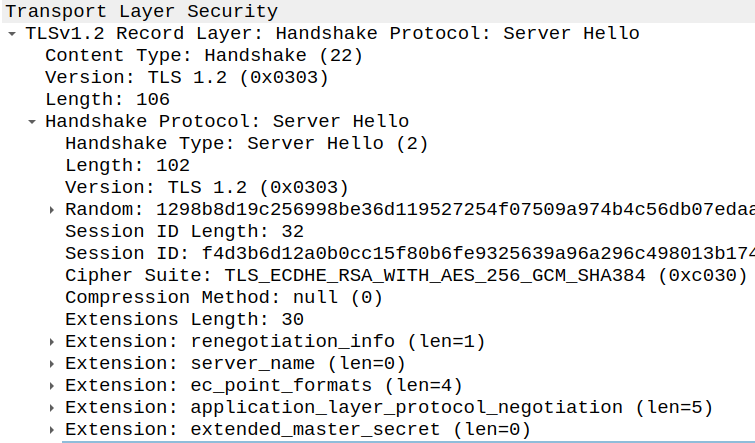 Transport Layer Security
TLSv1.2 Record Layer: Handshake Protocol: Server Hello
Content Type: Handshake (22)
Version: TLS 1.2 (0x0303)
Length: 106
Handshake Protocol: Server Hello
Handshake Type: Server Hello (2)
Length: 102
Version: TLS 1.2 (0x0303)
Random: 1298b8d19c256998be36d119527254f07509a974b4c56db07edaa
Session ID Length: 32
Session ID: f4d3b6d12a0b0cc15f80b6fe9325639a96a296c498013b174
Cipher Suite: TLS_ECDHE_RSA_WITH_AES_256_GCM_SHA384 (0xc030)
Compression Method: null (0)
Extensions Length: 30
Extension: renegotiation_info (len=1)
Extension: server_name (len=0)
Extension: ec_point_formats (len=4)
Extension: application_layer_protocol_negotiation (len=5)
Extension: extended_master_secret (len=0)